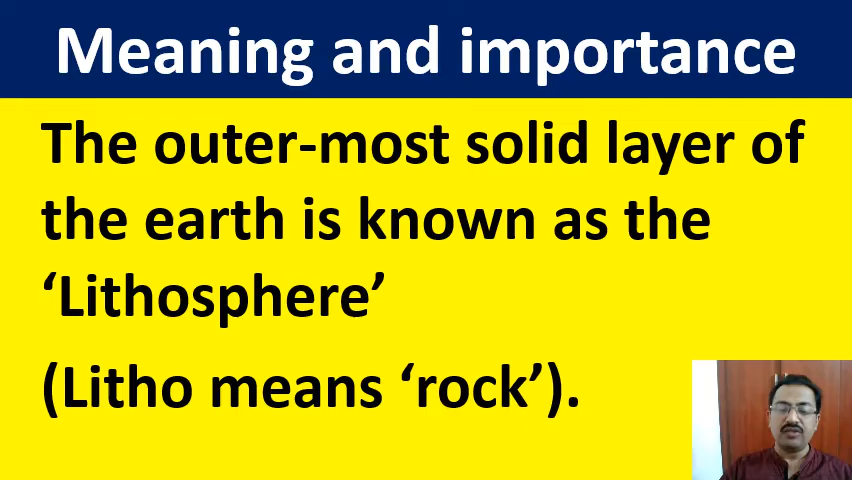 Meaning and importance
The outer-most solid layer of
the earth is known as the
‘Lithosphere’
(Litho means ‘rock’).